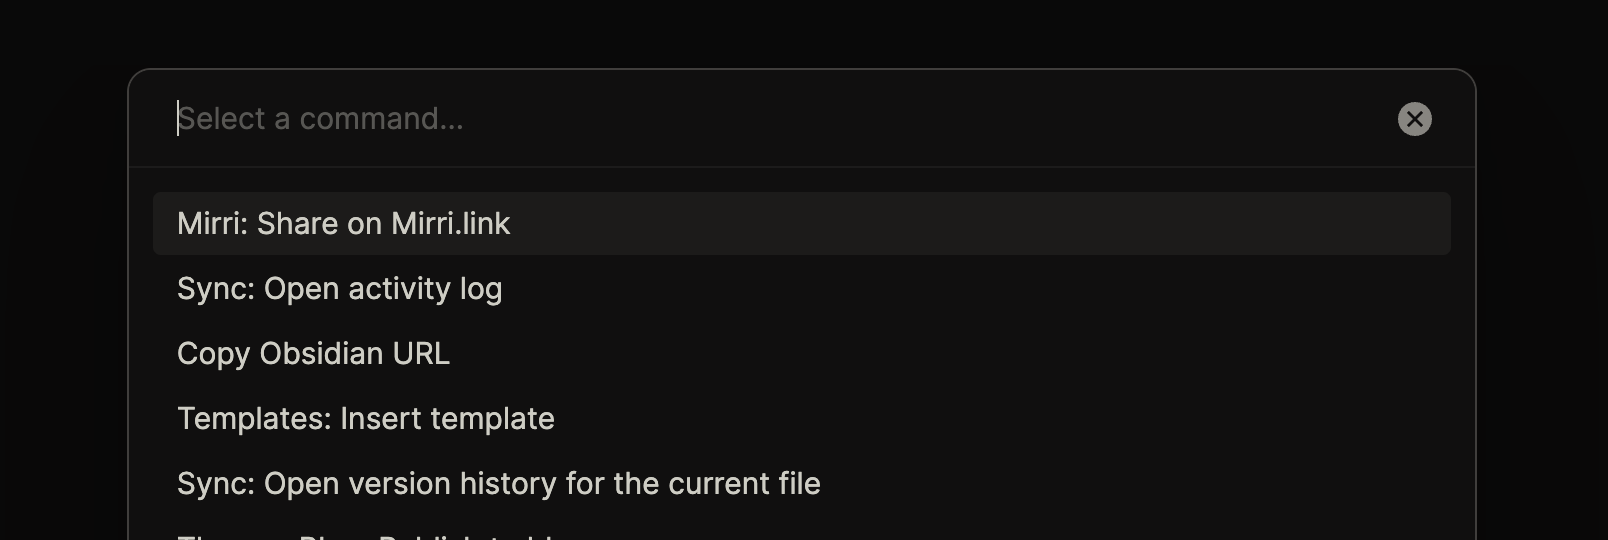 Select a command...
Mirri: Share on Mirri.link
Sync: Open activity log
Copy Obsidian URL
Templates: Insert template
Sync: Open version history for the current file